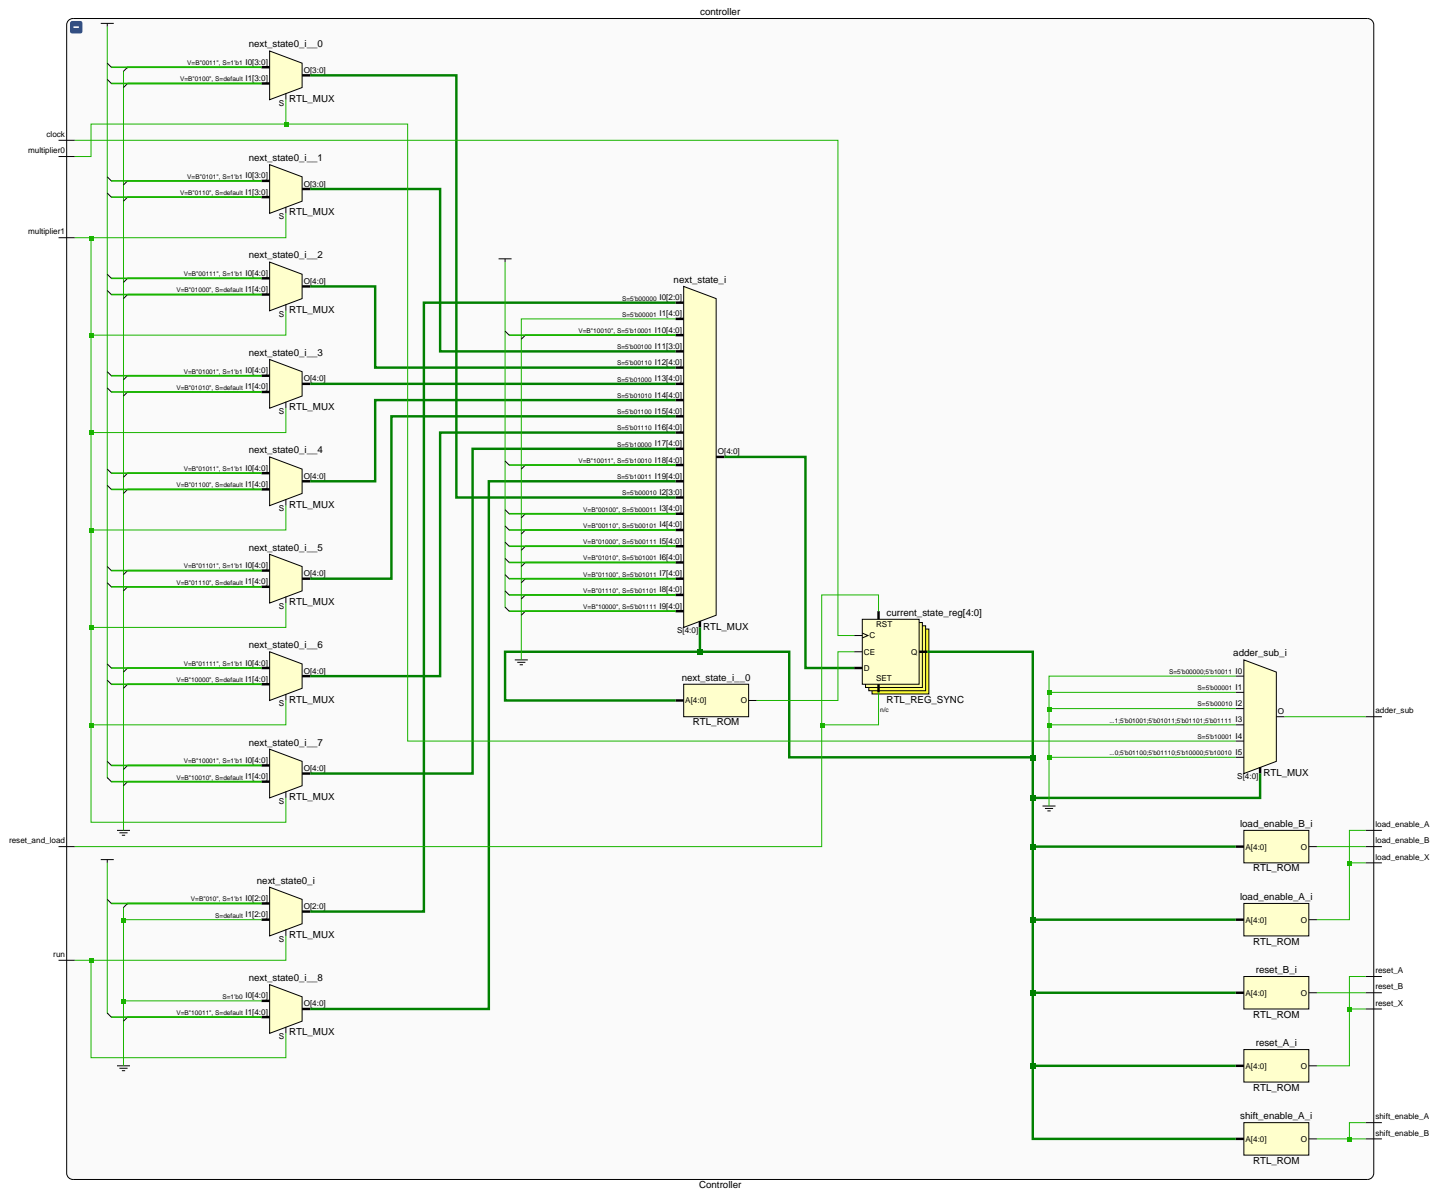 controller
next_state0_i__0
V=B"0011", S=1'b1 I0[3:0]
V=B"0100", S=default I1[3:0]
O[3:0]
S
RTL_MUX
clock
multiplier0
next_state0_i__1
V=B"0101", S=1'b1 I0[3:0]
V=B"0110", S=default I1[3:0]
O[3:0]
S
RTL_MUX
multiplier1
next_state0_i__2
V=B"00111", S=1'b1 I0[4:0]
V=B"01000", S=default I1[4:0]
O[4:0]
S
RTL_MUX
next_state0_i__3
V=B"01001", S=1'b1 I0[4:0]
V=B"01010", S=default I1[4:0]
O[4:0]
S
RTL_MUX
next_state0_i__4
V=B"01011", S=1'b1 I0[4:0]
V=B"01100", S=default I1[4:0]
O[4:0]
S
RTL_MUX
next_state0_i__5
V=B"01101", S=1'b1 I0[4:0]
V=B"01110", S=default I1[4:0]
O[4:0]
S
RTL_MUX
next_state0_i__6
V=B"01111", S=1'b1 I0[4:0]
V=B"10000", S=default I1[4:0]
O[4:0]
S
RTL_MUX
next_state0_i__7
V=B"10001", S=1'b1 I0[4:0]
V=B"10010", S=default I1[4:0]
O[4:0]
S
RTL_MUX
reset_and_load
next_state0_i
V=B"010", S=1'b1 I0[2:0]
S=default I1[2:0]
O[2:0]
S
RTL_MUX
run
next_state0_i__8
S=1'b0 I0[4:0]
V=B"10011", S=default I1[4:0]
O[4:0]
S
RTL_MUX
next_state_i
S=5'b00000 I0[2:0]
S=5'b00001 I1[4:0]
V=B"10010", S=5'b10001 I10[4:0]
S=5'b00100 I11[3:0]
S=5'b00110 I12[4:0]
S=5'b01000 I13[4:0]
S=5'b01010 I14[4:0]
S=5'b01100 I15[4:0]
S=5'b01110 I16[4:0]
S=5'b10000 I17[4:0]
V=B"10011", S=5'b10010 I18[4:0]
S=5'b10011 I19[4:0]
S=5'b00010 I2[3:0]
V=B"00100", S=5'b00011 I3[4:0]
V=B"00110", S=5'b00101 I4[4:0]
V=B"01000", S=5'b00111 I5[4:0]
V=B"01010", S=5'b01001 I6[4:0]
V=B"01100", S=5'b01011 I7[4:0]
V=B"01110", S=5'b01101 I8[4:0]
V=B"10000", S=5'b01111 I9[4:0]
O[4:0]
S[4:0]
RTL_MUX
next_state_i__0
A[4:0]
O
RTL_ROM
current_state_reg[4:0]
RST
C
CE
D
Q
SET
RTL_REG_SYNC
n/c
adder_sub_i
S=5'b00000;5'b10011 I0
S=5'b00001 I1
S=5'b00010 I2
...1;5'b01001;5'b01011;5'b01101;5'b01111 I3
S=5'b10001 I4
...0;5'b01100;5'b01110;5'b10000;5'b10010 I5
O
S[4:0]
RTL_MUX
adder_sub
load_enable_B_i
A[4:0]
O
RTL_ROM
load_enable_A
load_enable_B
load_enable_X
load_enable_A_i
A[4:0]
O
RTL_ROM
reset_B_i
A[4:0]
O
RTL_ROM
reset_A
reset_B
reset_X
reset_A_i
A[4:0]
O
RTL_ROM
shift_enable_A_i
A[4:0]
O
RTL_ROM
shift_enable_A
shift_enable_B
Controller